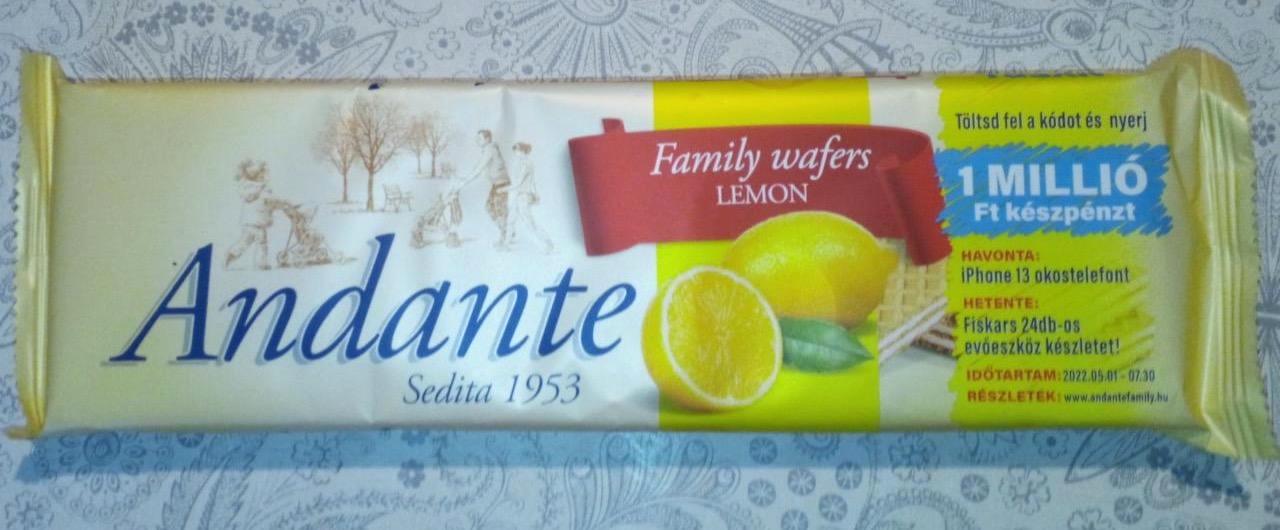 Andante
Sedita 1953
Family wafers
LEMON
Töltsd fel a kódot és nyerj
1 MILLIÓ
Ft készpénzt
HAVONTA:
iPhone 13 okostelefont
HETENTE:
Fiskars 24db-os
evőeszköz készletet!
IDŐTARTAM: 2022.05.01 - 07.30
RÉSZLETEK: www.andantefamily.hu